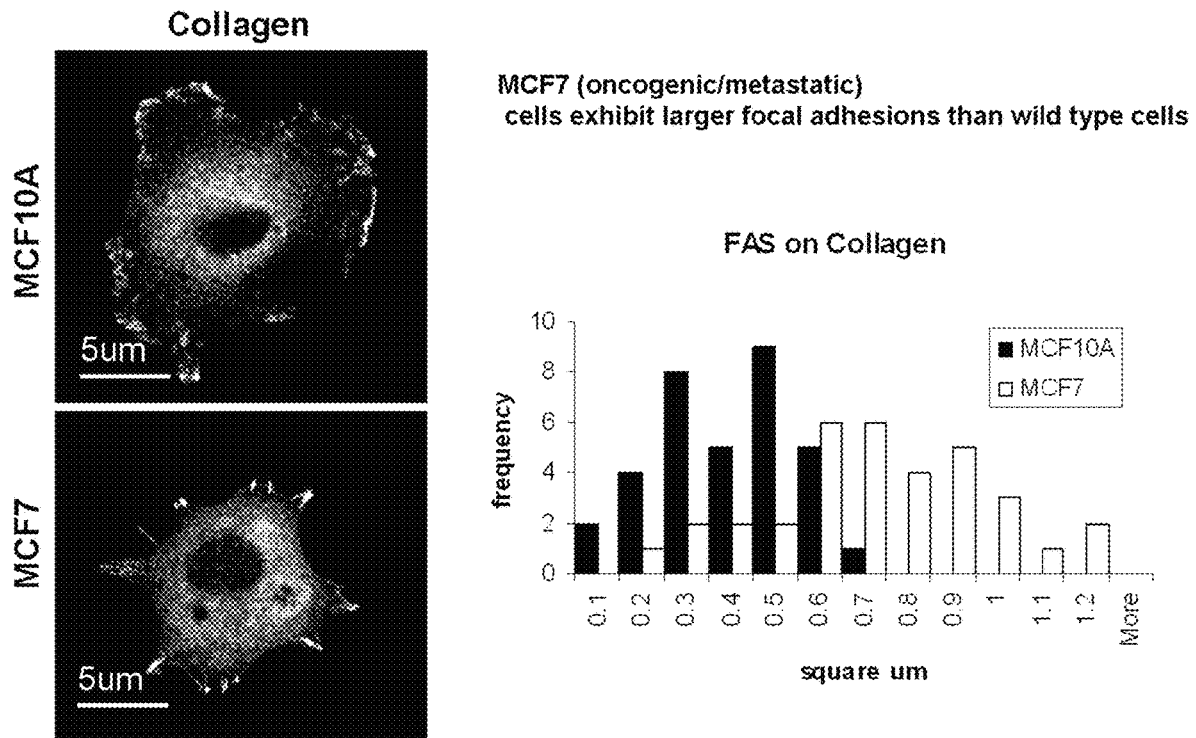 Collagen
MCF10A
5um
MCF7
5um
MCF7 (oncogenic/metastatic)
cells exhibit larger focal adhesions than wild type cells
FAS on Collagen
frequency
10
8
6
4
2
0
MCF10A
MCF7
0.1
0.2
0.3
0.4
0.5
0.6
0.7
0.8
0.9
1
1.1
1.2
More
square um